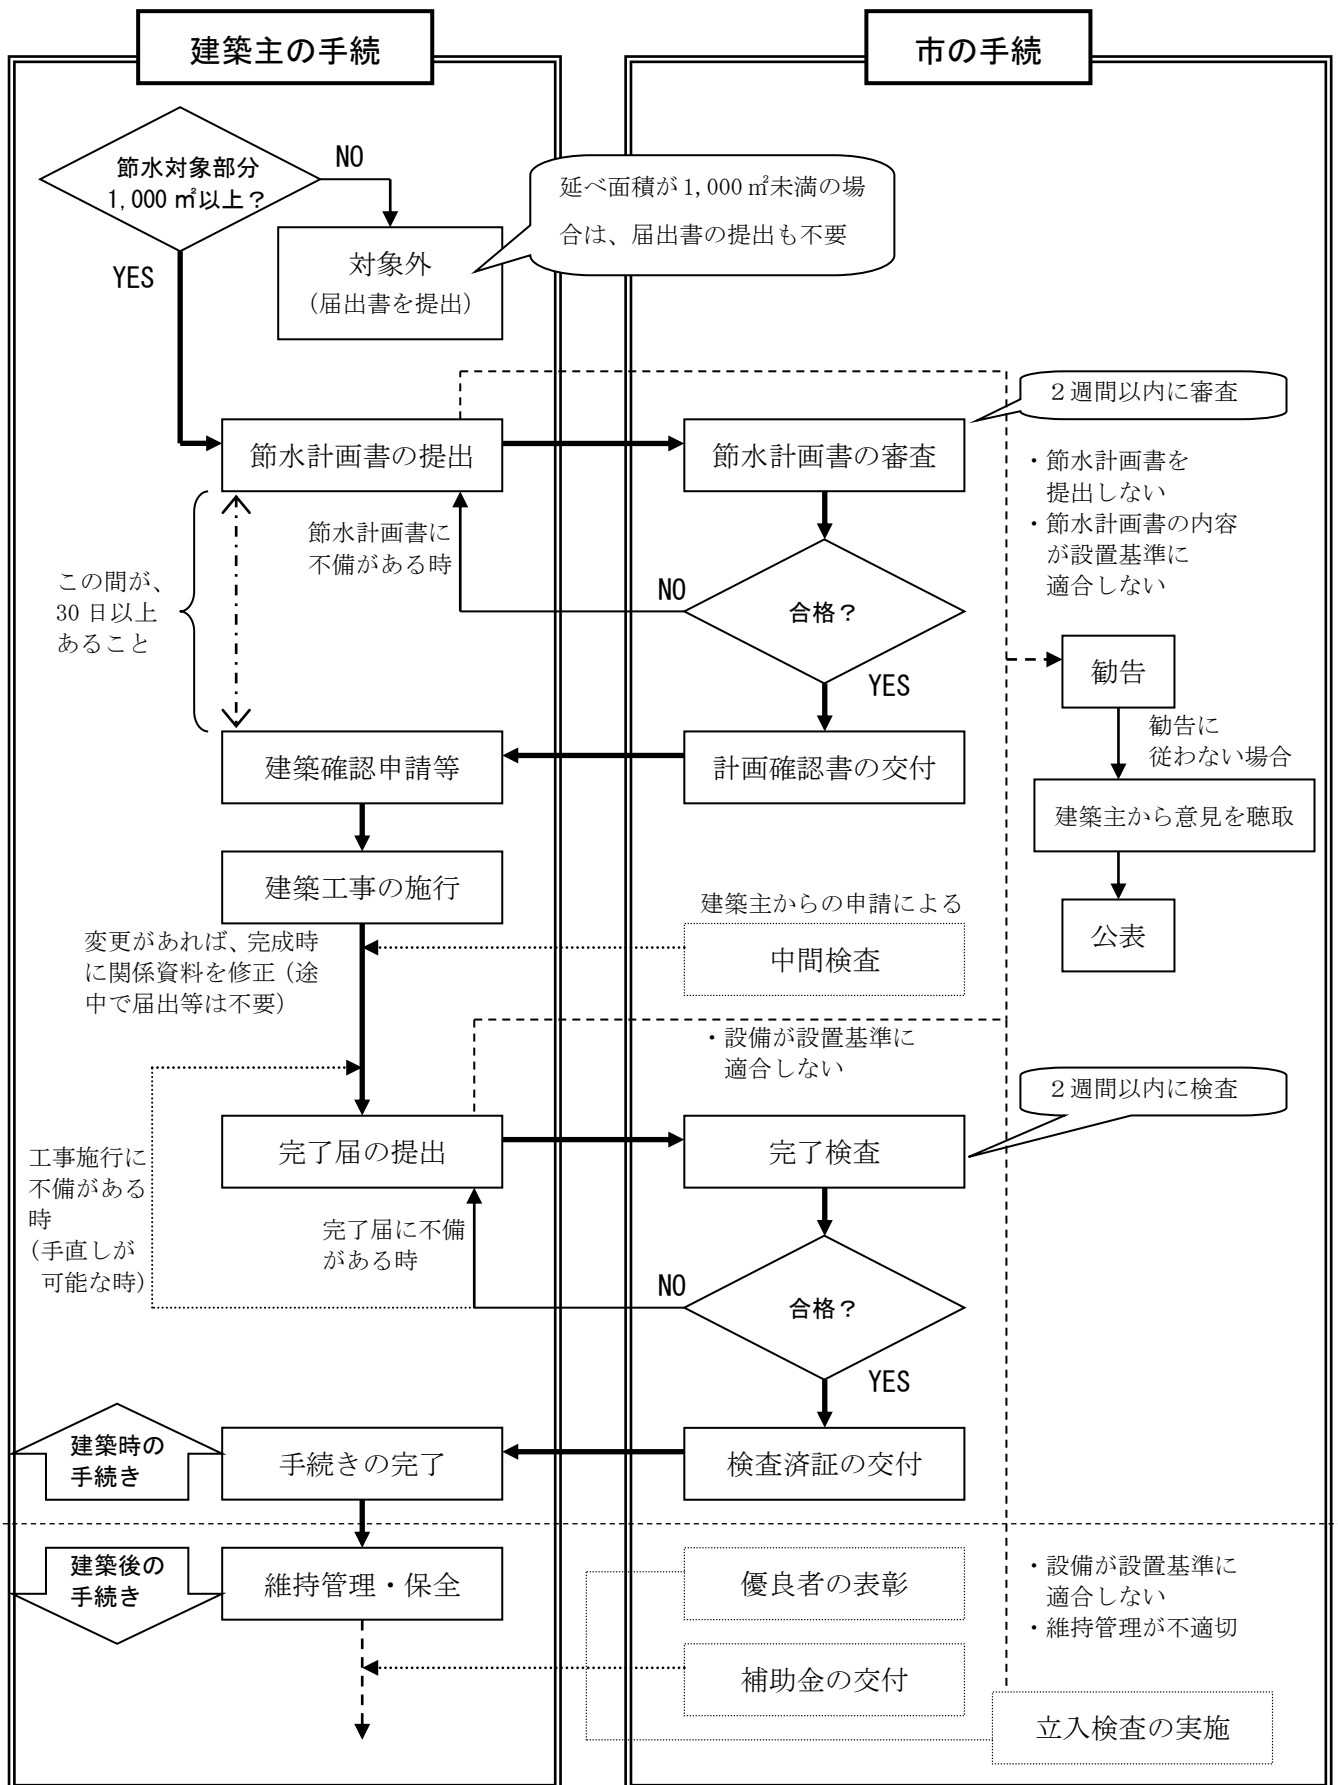 建築主の手続
市の手続
節水対象部分
1,000 ㎡以上？
NO
YES
対象外
（届出書を提出）
延べ面積が 1,000 ㎡未満の場
合は、届出書の提出も不要
節水計画書の提出
節水計画書の審査
２週間以内に審査
・節水計画書を
提出しない
・節水計画書の内容
が設置基準に
適合しない
節水計画書に
不備がある時
この間が、
30 日以上
あること
NO
合格？
YES
勧告
勧告に
従わない場合
建築確認申請等
計画確認書の交付
建築主から意見を聴取
建築工事の施行
公表
建築主からの申請による
中間検査
変更があれば、完成時
に関係資料を修正（途
中で届出等は不要）
・設備が設置基準に
適合しない
２週間以内に検査
完了届の提出
完了検査
工事施行に
不備がある
時
（手直しが
可能な時）
完了届に不備
がある時
NO
合格？
YES
建築時の
手続き
手続きの完了
検査済証の交付
建築後の
手続き
維持管理・保全
優良者の表彰
・設備が設置基準に
適合しない
・維持管理が不適切
補助金の交付
立入検査の実施